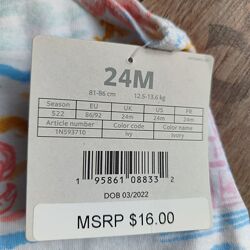 24M
81-86 cm 12,5-13,6 kg
Season EU UK US FR
S22 86/92 24m 24m 24m
Article number Color code Color name
1N593710 Ivy Ivory
1 95861 08833 2
DOB 03/2022
MSRP $16.00